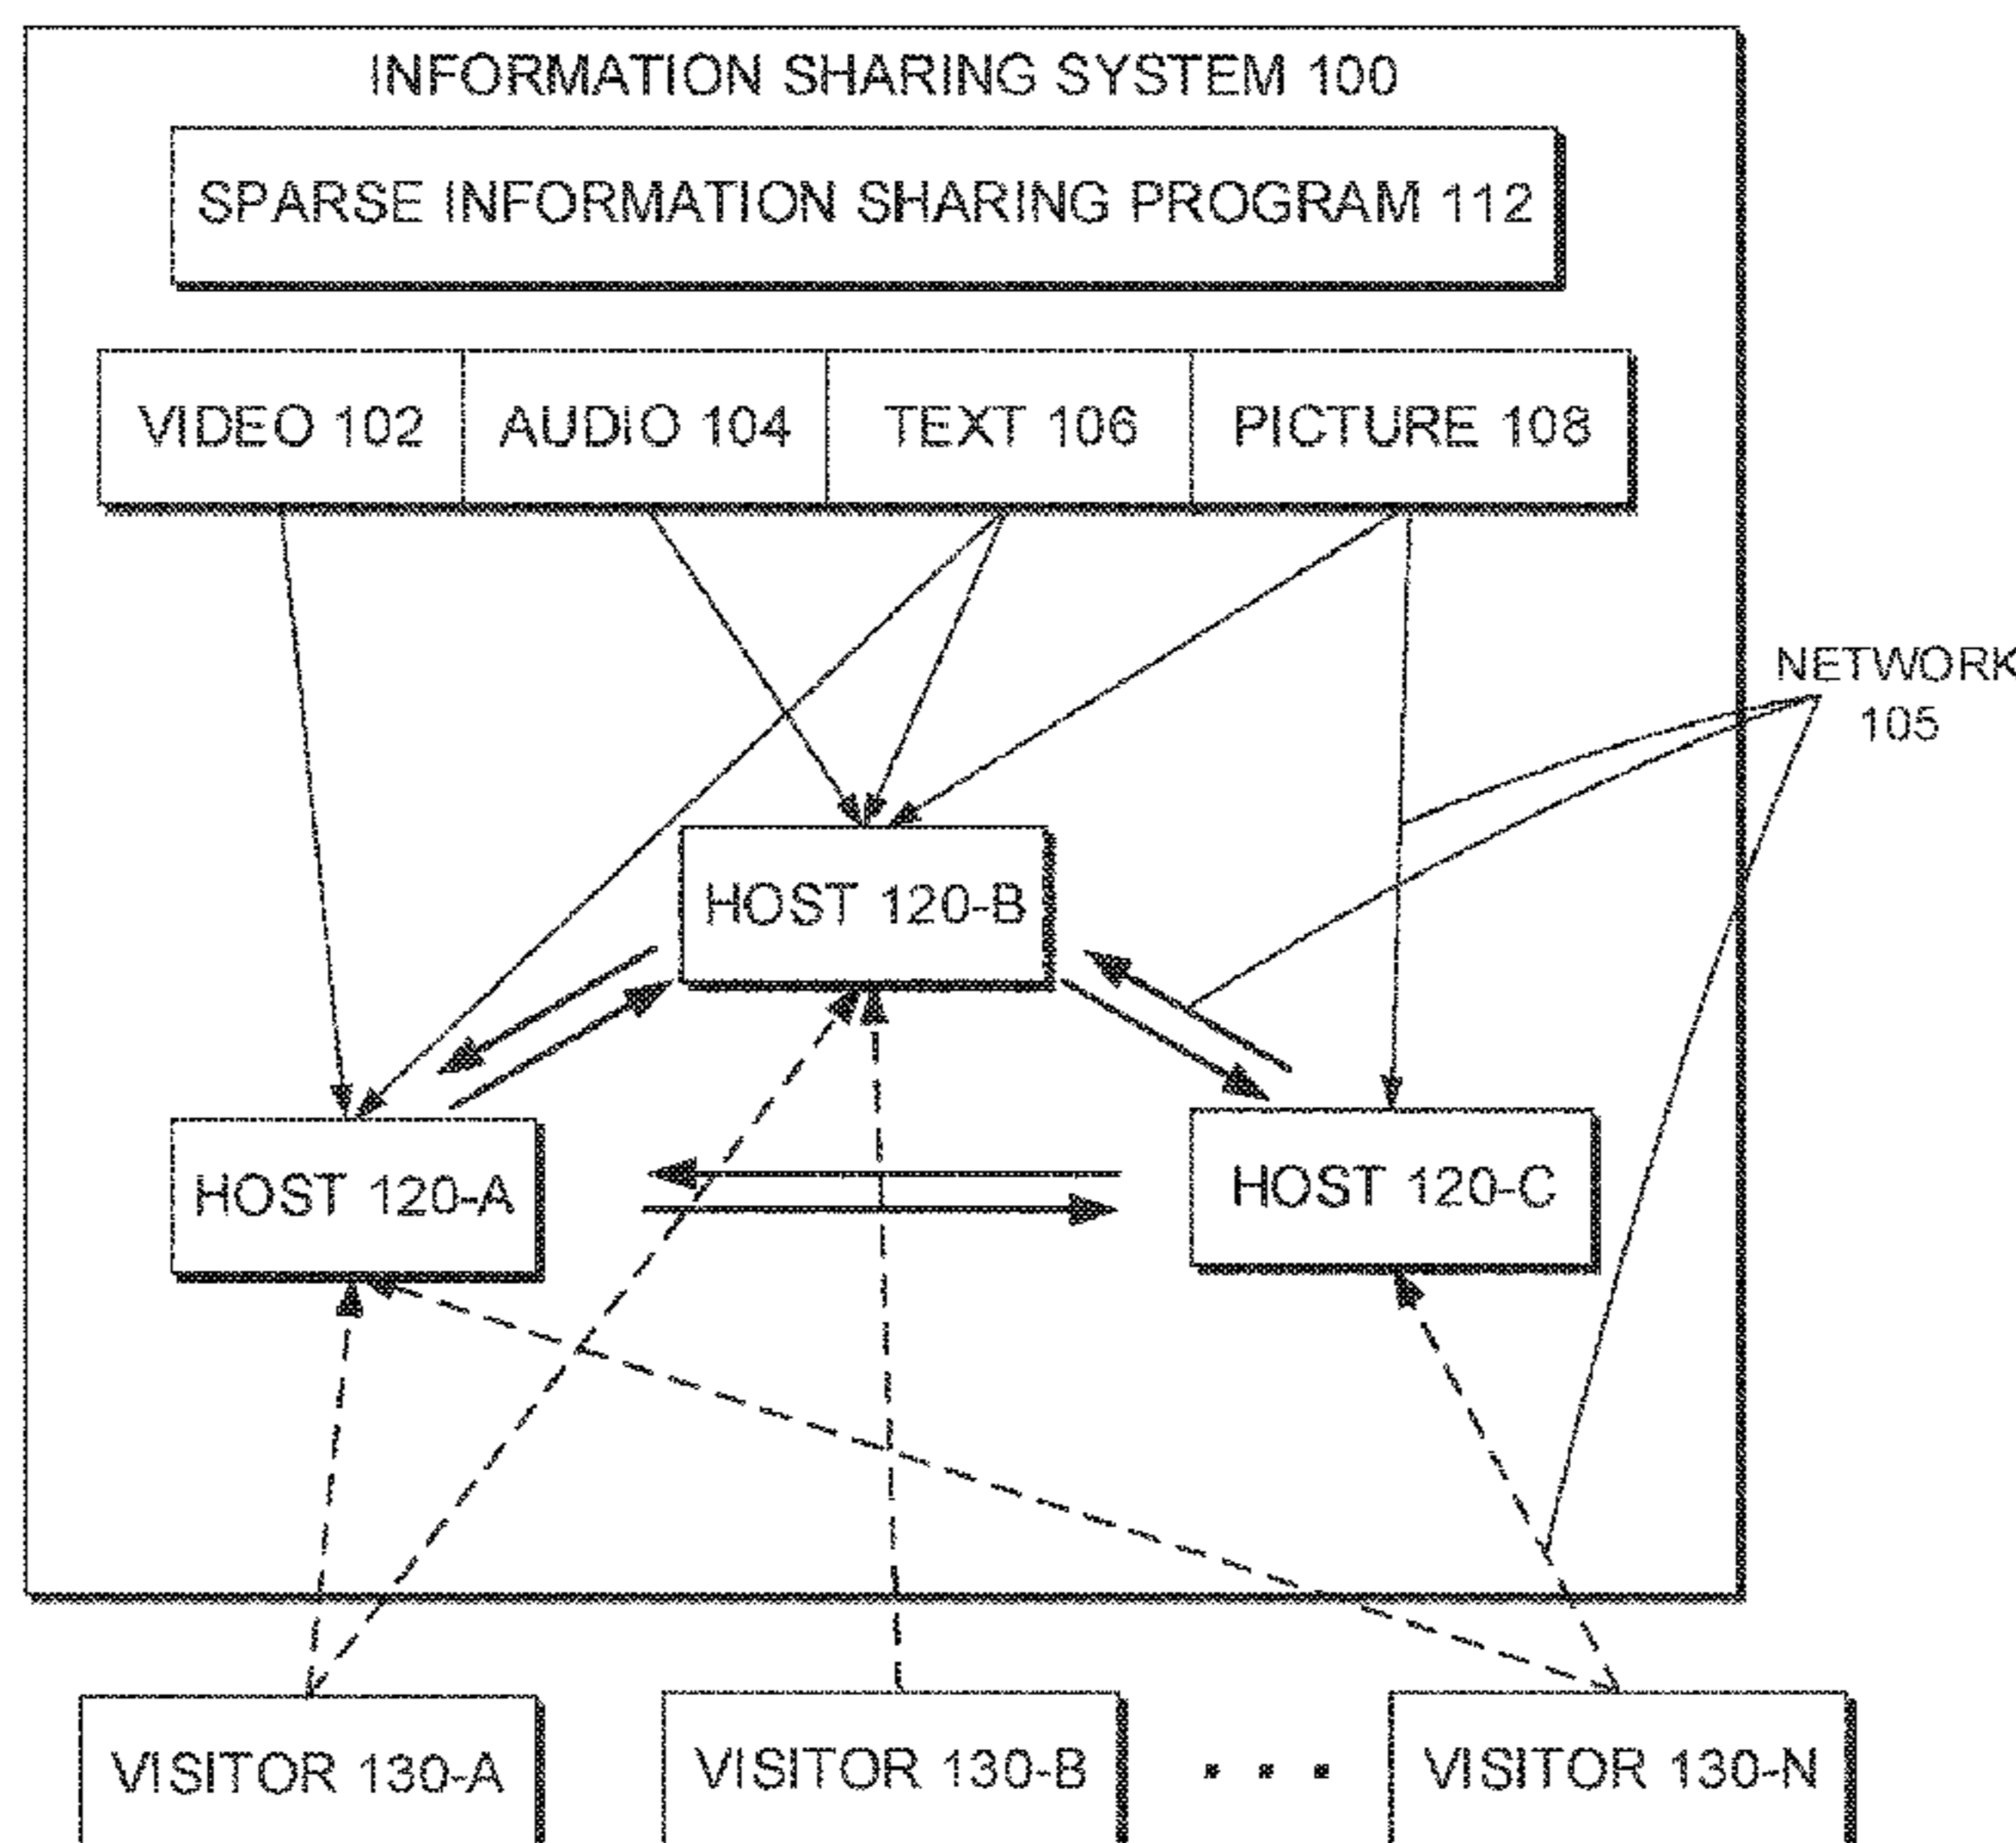 INFORMATION SHARING SYSTEM 100
SPARSE INFORMATION SHARING PROGRAM 112
VIDEO 102 AUDIO 104 TEXT 106 PICTURE 108
NETWORK
105
HOST 120-B
HOST 120-A HOST 120-C
VISITOR 130-A VISITOR 130-B ... VISITOR 130-N